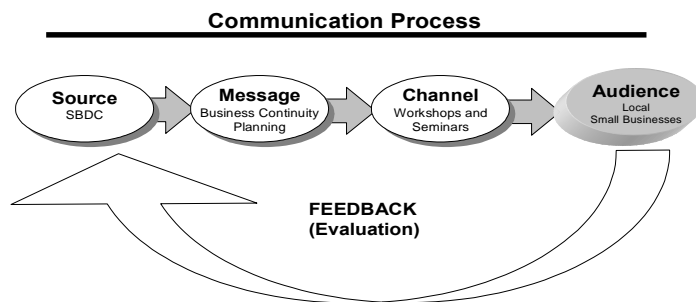 Communication Process
Source
SBDC
Message
Business Continuity
Planning
Channel
Workshops and
Seminars
Audience
Local
Small Businesses
FEEDBACK
(Evaluation)